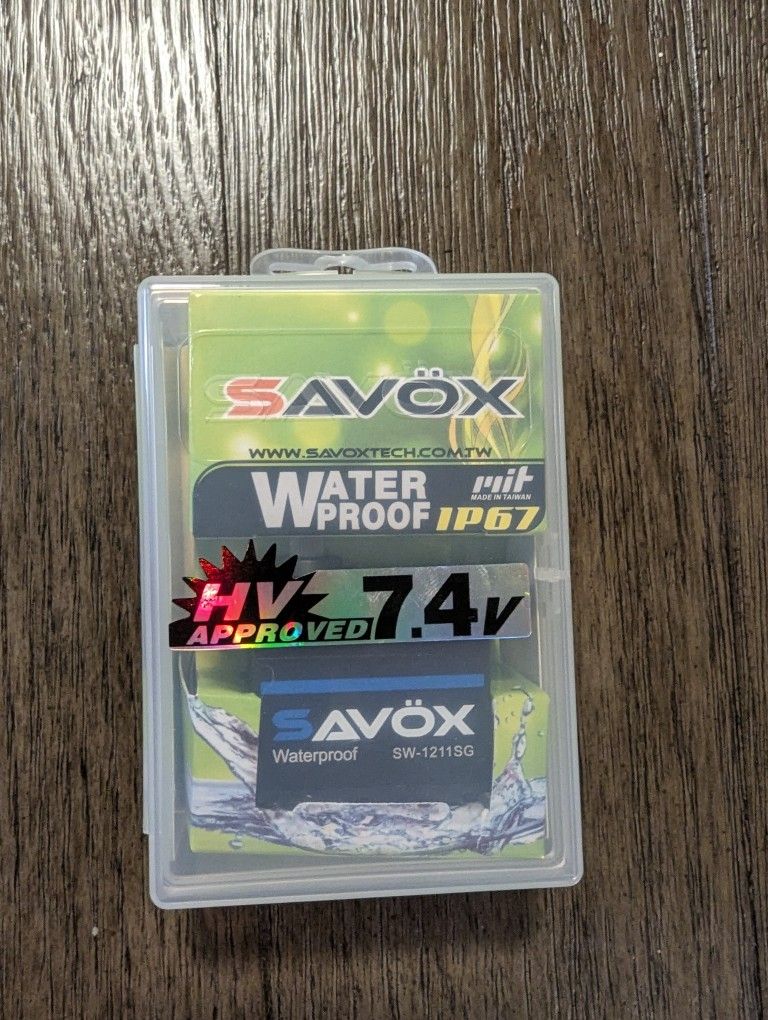 SAVÖX
WWW.SAVOXTECH.COM.TW
WATER PROOF
mit
MADE IN TAIWAN
IP67
HV APPROVED 7.4V
SAVÖX
Waterproof SW-1211SG